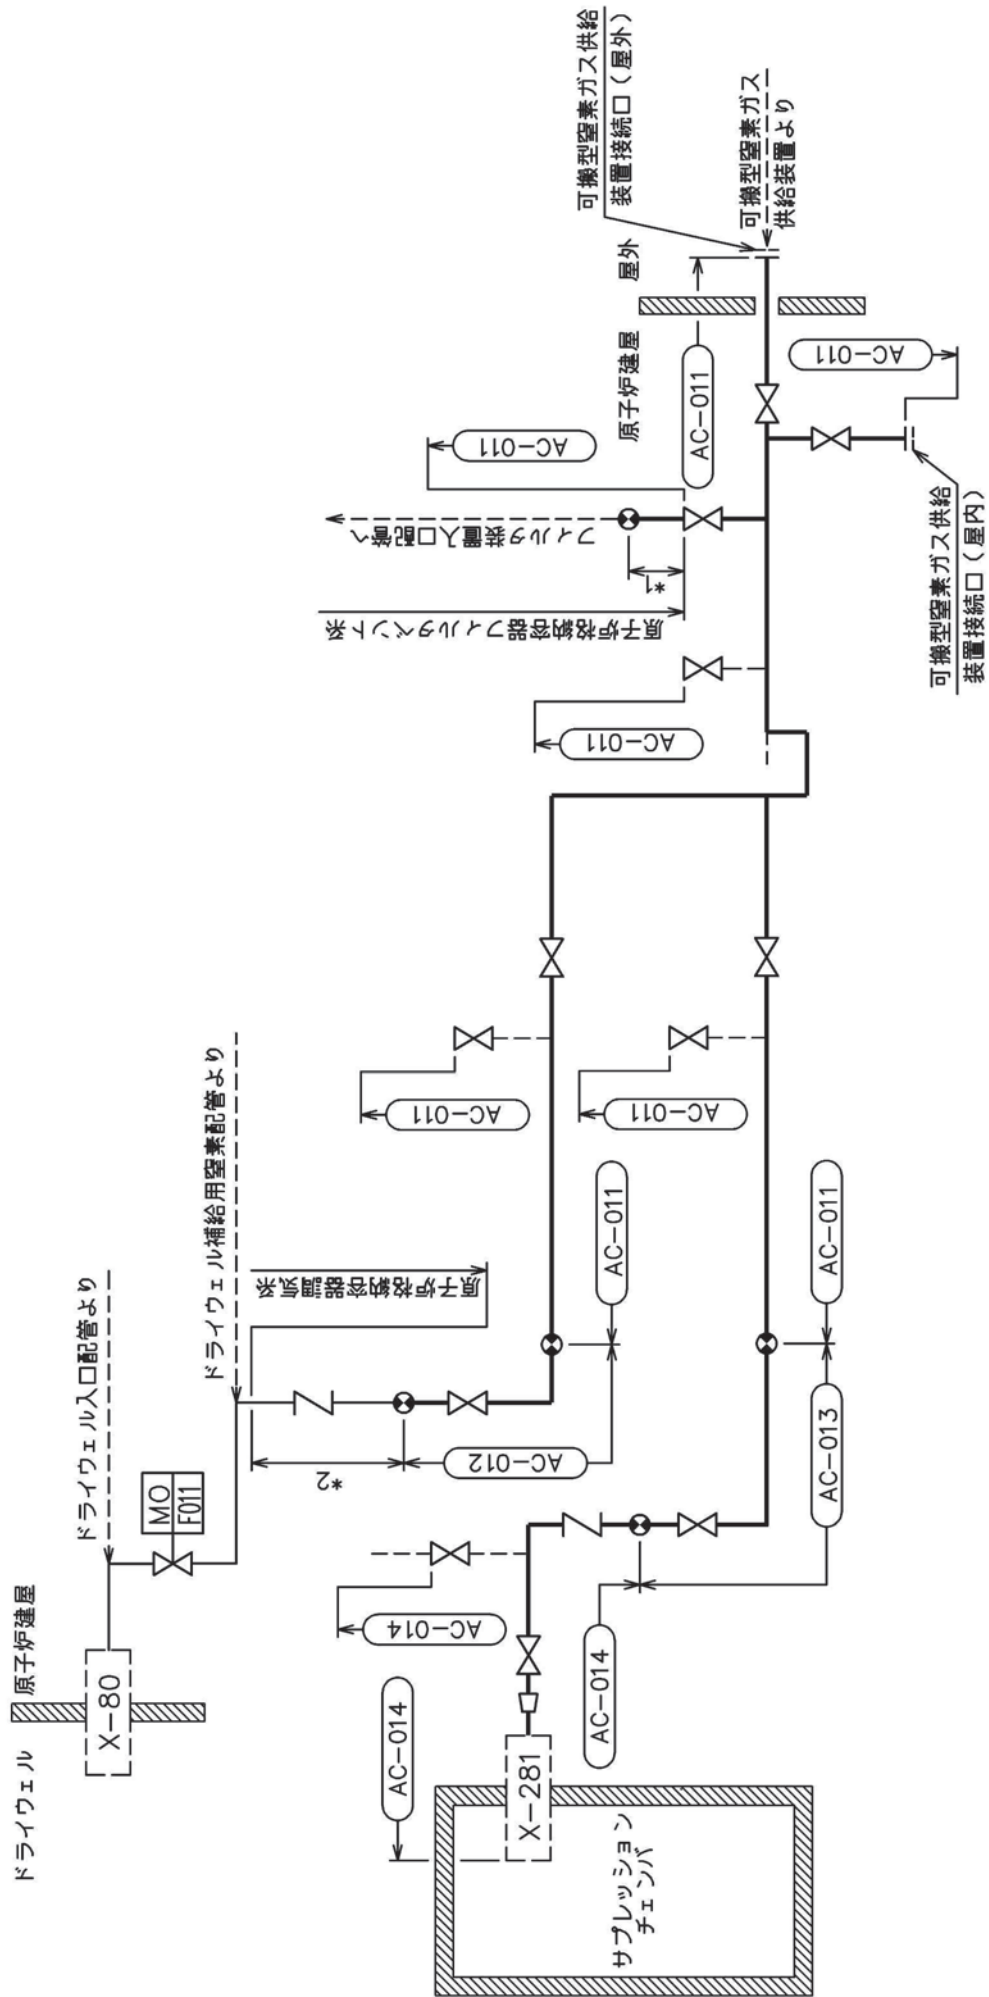 ドライウェル
原子炉建屋
X-80
ドライウェル入口配管より
MO
F011
ドライウェル補給用窒素配管より
原子炉格納容器調気系
*2
AC-012
AC-011
AC-011
AC-014
AC-014
X-281
サプレッション
チェンバ
AC-014
AC-013
AC-011
AC-011
AC-011
原子炉格納容器フィルタベント系
*1
フィルタ装置入口配管へ
AC-011
原子炉建屋
屋外
AC-011
可搬型窒素ガス供給
装置接続口(屋外)
可搬型窒素ガス
供給装置より
AC-011
可搬型窒素ガス供給
装置接続口(屋内)